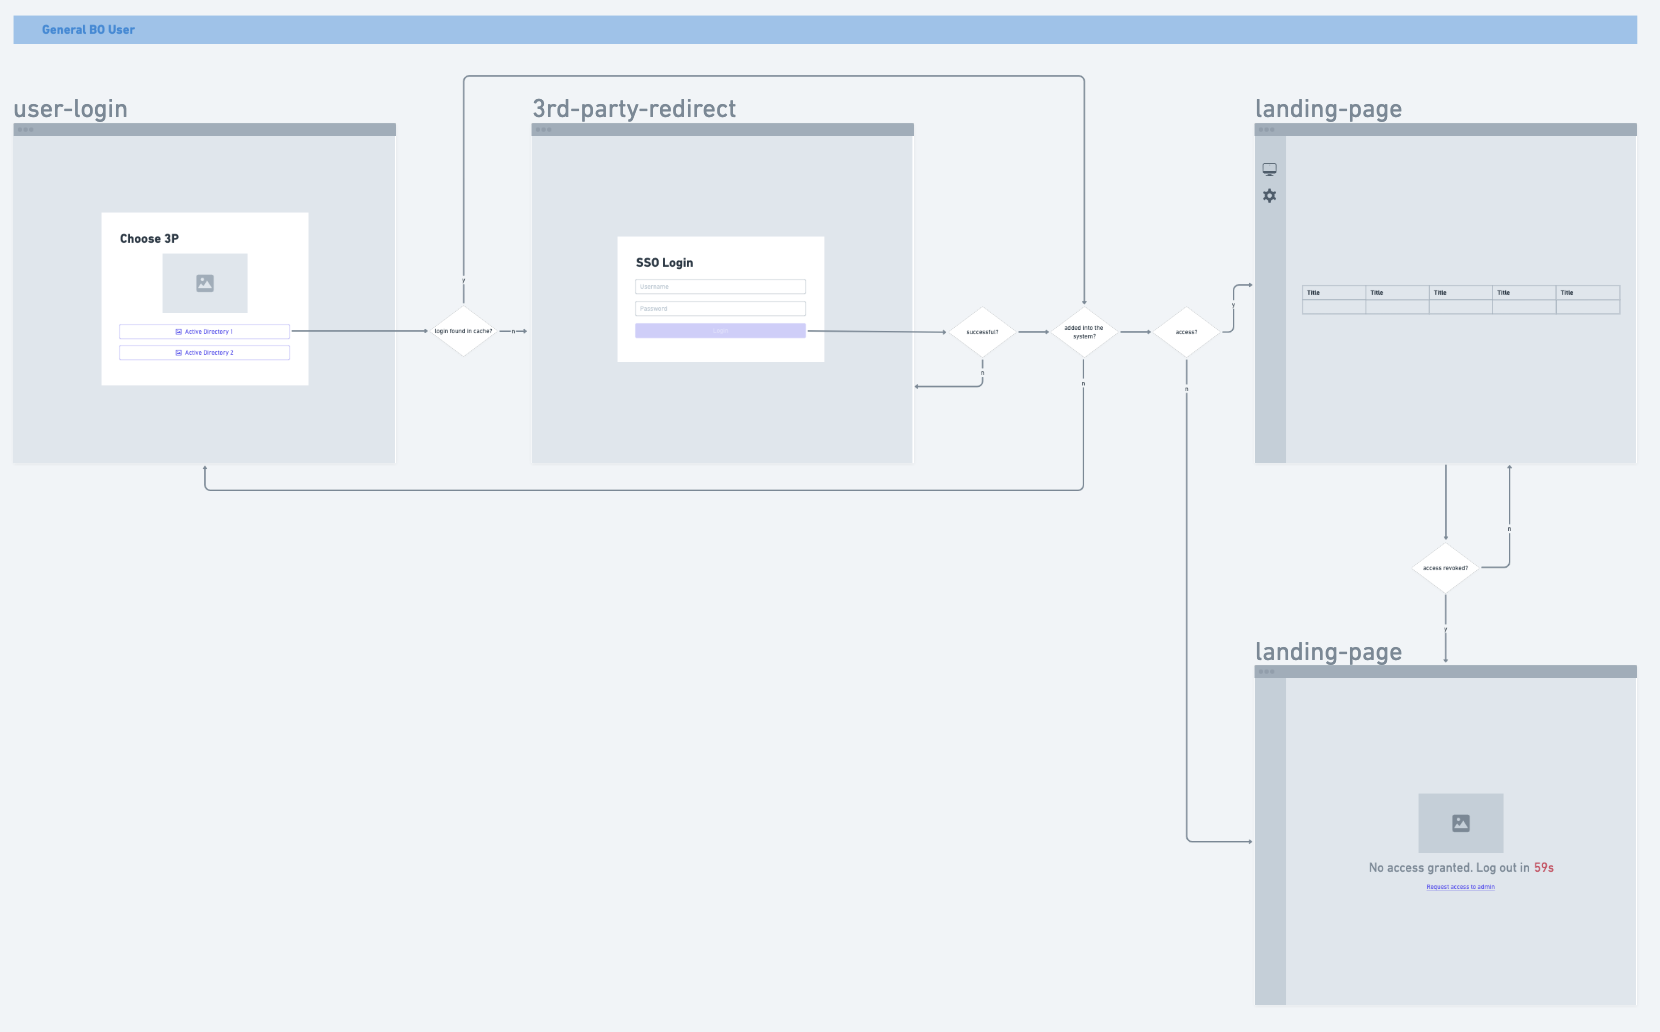 General BO User
user-login
3rd-party-redirect
landing-page
Choose 3P
Active Directory 1
Active Directory 2
y
login found in cache?
n
SSO Login
Username
Password
successful?
n
added into the
system?
n
access?
y
n
Title Title Title Title Title
n
access revoked?
y
landing-page
No access granted. Log out in 59s
Request access to admin